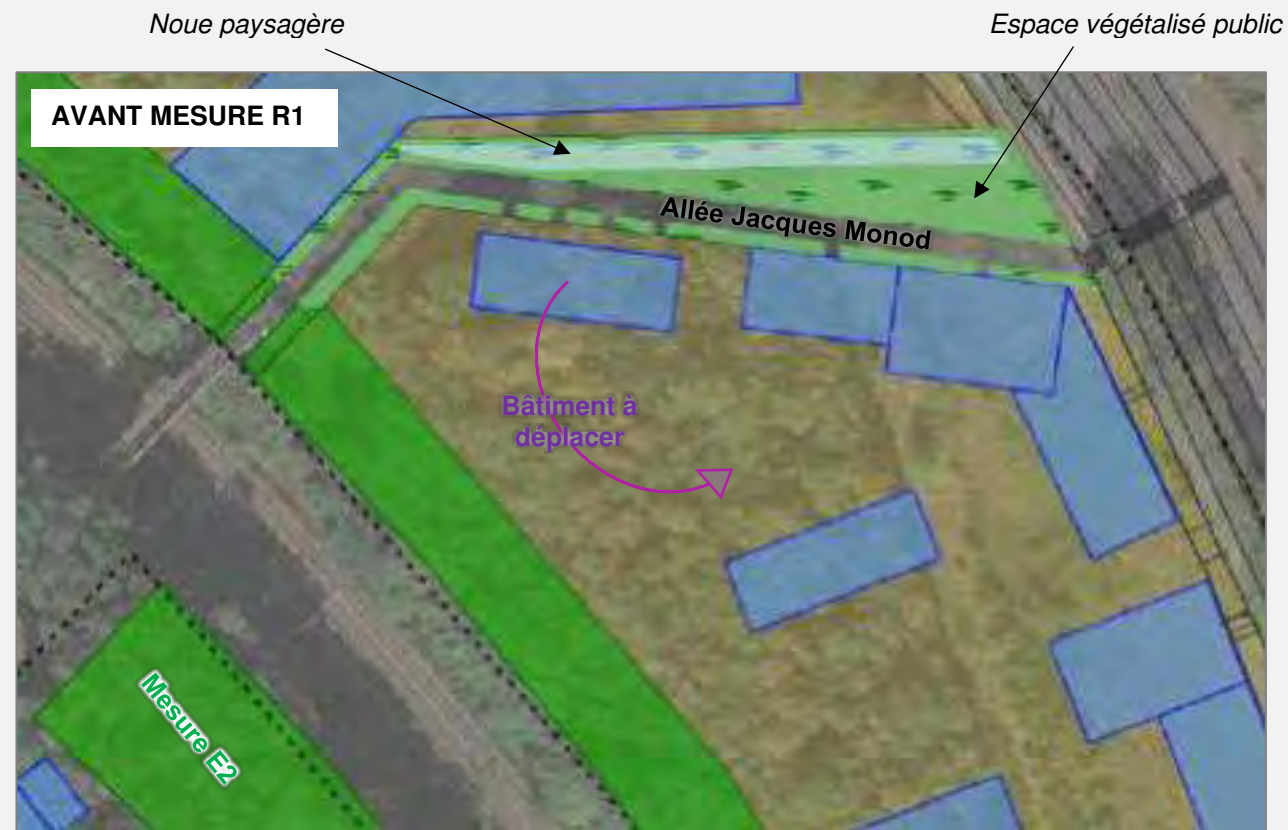 Noue paysagère
Espace végétalisé public
AVANT MESURE R1
Allée Jacques Monod
Bâtiment à
déplacer
Mesure E2